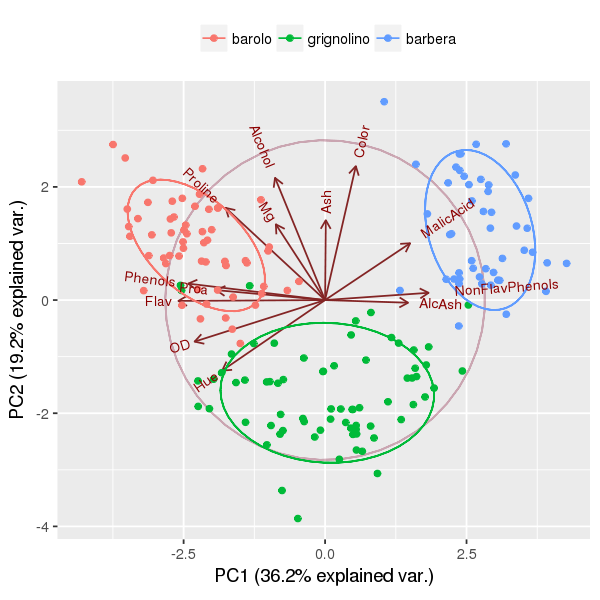 barolo grignolino barbera
Color
Alcohol
Proline
Ash
Mg
MalicAcid
Phenols
Flav
NonFlavPhenols
AlcAsh
OD
Hue
2
0
-2
-4
-2.5 0.0 2.5
PC1 (36.2% explained var.)
PC2 (19.2% explained var.)